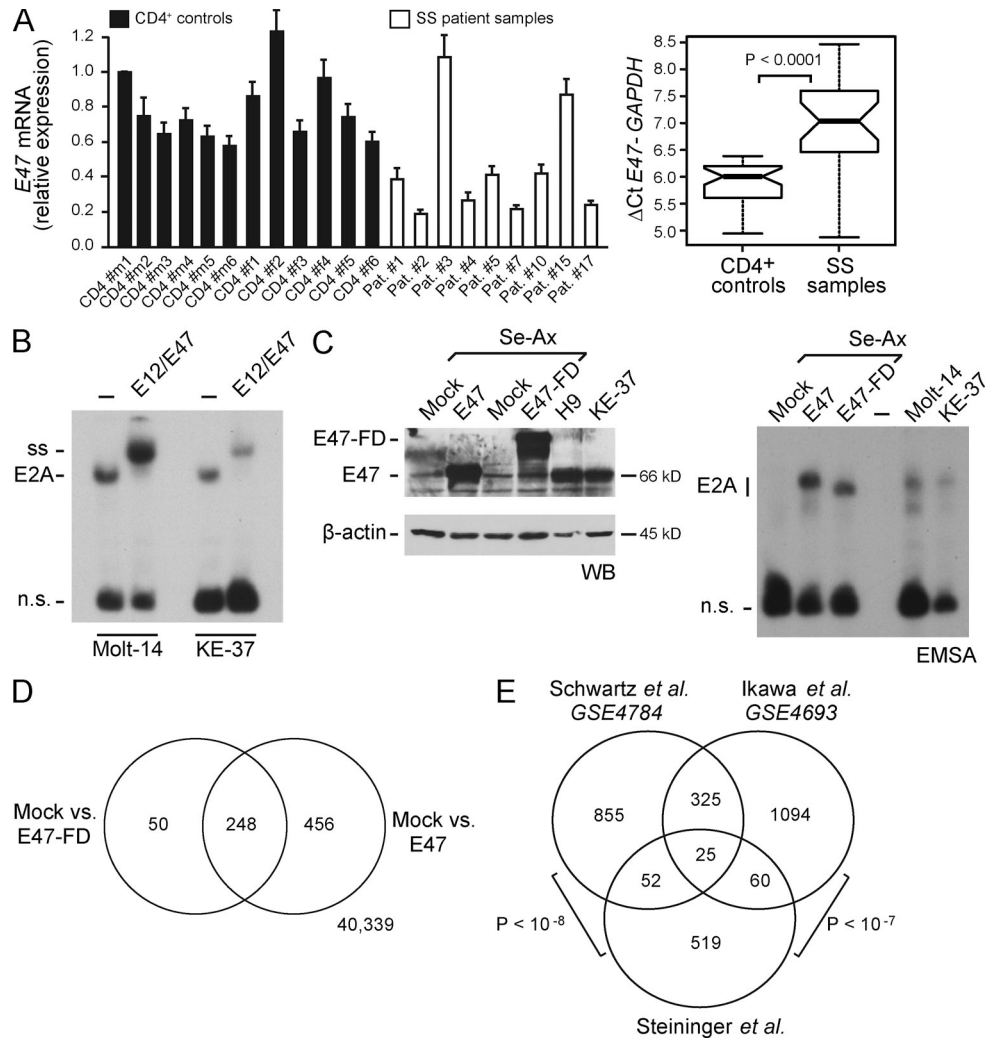 A
CD4⁺ controls
SS patient samples
E47 mRNA
(relative expression)
1.2
1.0
0.8
0.6
0.4
0.2
0.0
CD4 #m1
CD4 #m2
CD4 #m3
CD4 #m4
CD4 #m5
CD4 #m6
CD4 #f1
CD4 #f2
CD4 #f3
CD4 #f4
CD4 #f5
CD4 #f6
Pat. #1
Pat. #2
Pat. #3
Pat. #4
Pat. #5
Pat. #7
Pat. #10
Pat. #15
Pat. #17
ΔCt E47- GAPDH
8.5
8.0
7.5
7.0
6.5
6.0
5.5
5.0
P < 0.0001
CD4+
controls
SS
samples
B
–
E12/E47
–
E12/E47
ss
E2A
n.s.
Molt-14
KE-37
C
Se-Ax
Mock
E47
Mock
E47-FD
H9
KE-37
E47-FD
E47
66 kD
β-actin
45 kD
WB
Se-Ax
Mock
E47
E47-FD
–
Molt-14
KE-37
E2A
n.s.
EMSA
D
Mock vs.
E47-FD
50
248
456
Mock vs.
E47
40,339
E
Schwartz et al.
GSE4784
Ikawa et al.
GSE4693
855
325
1094
25
52
60
519
P < 10⁻⁸
P < 10⁻⁷
Steininger et al.